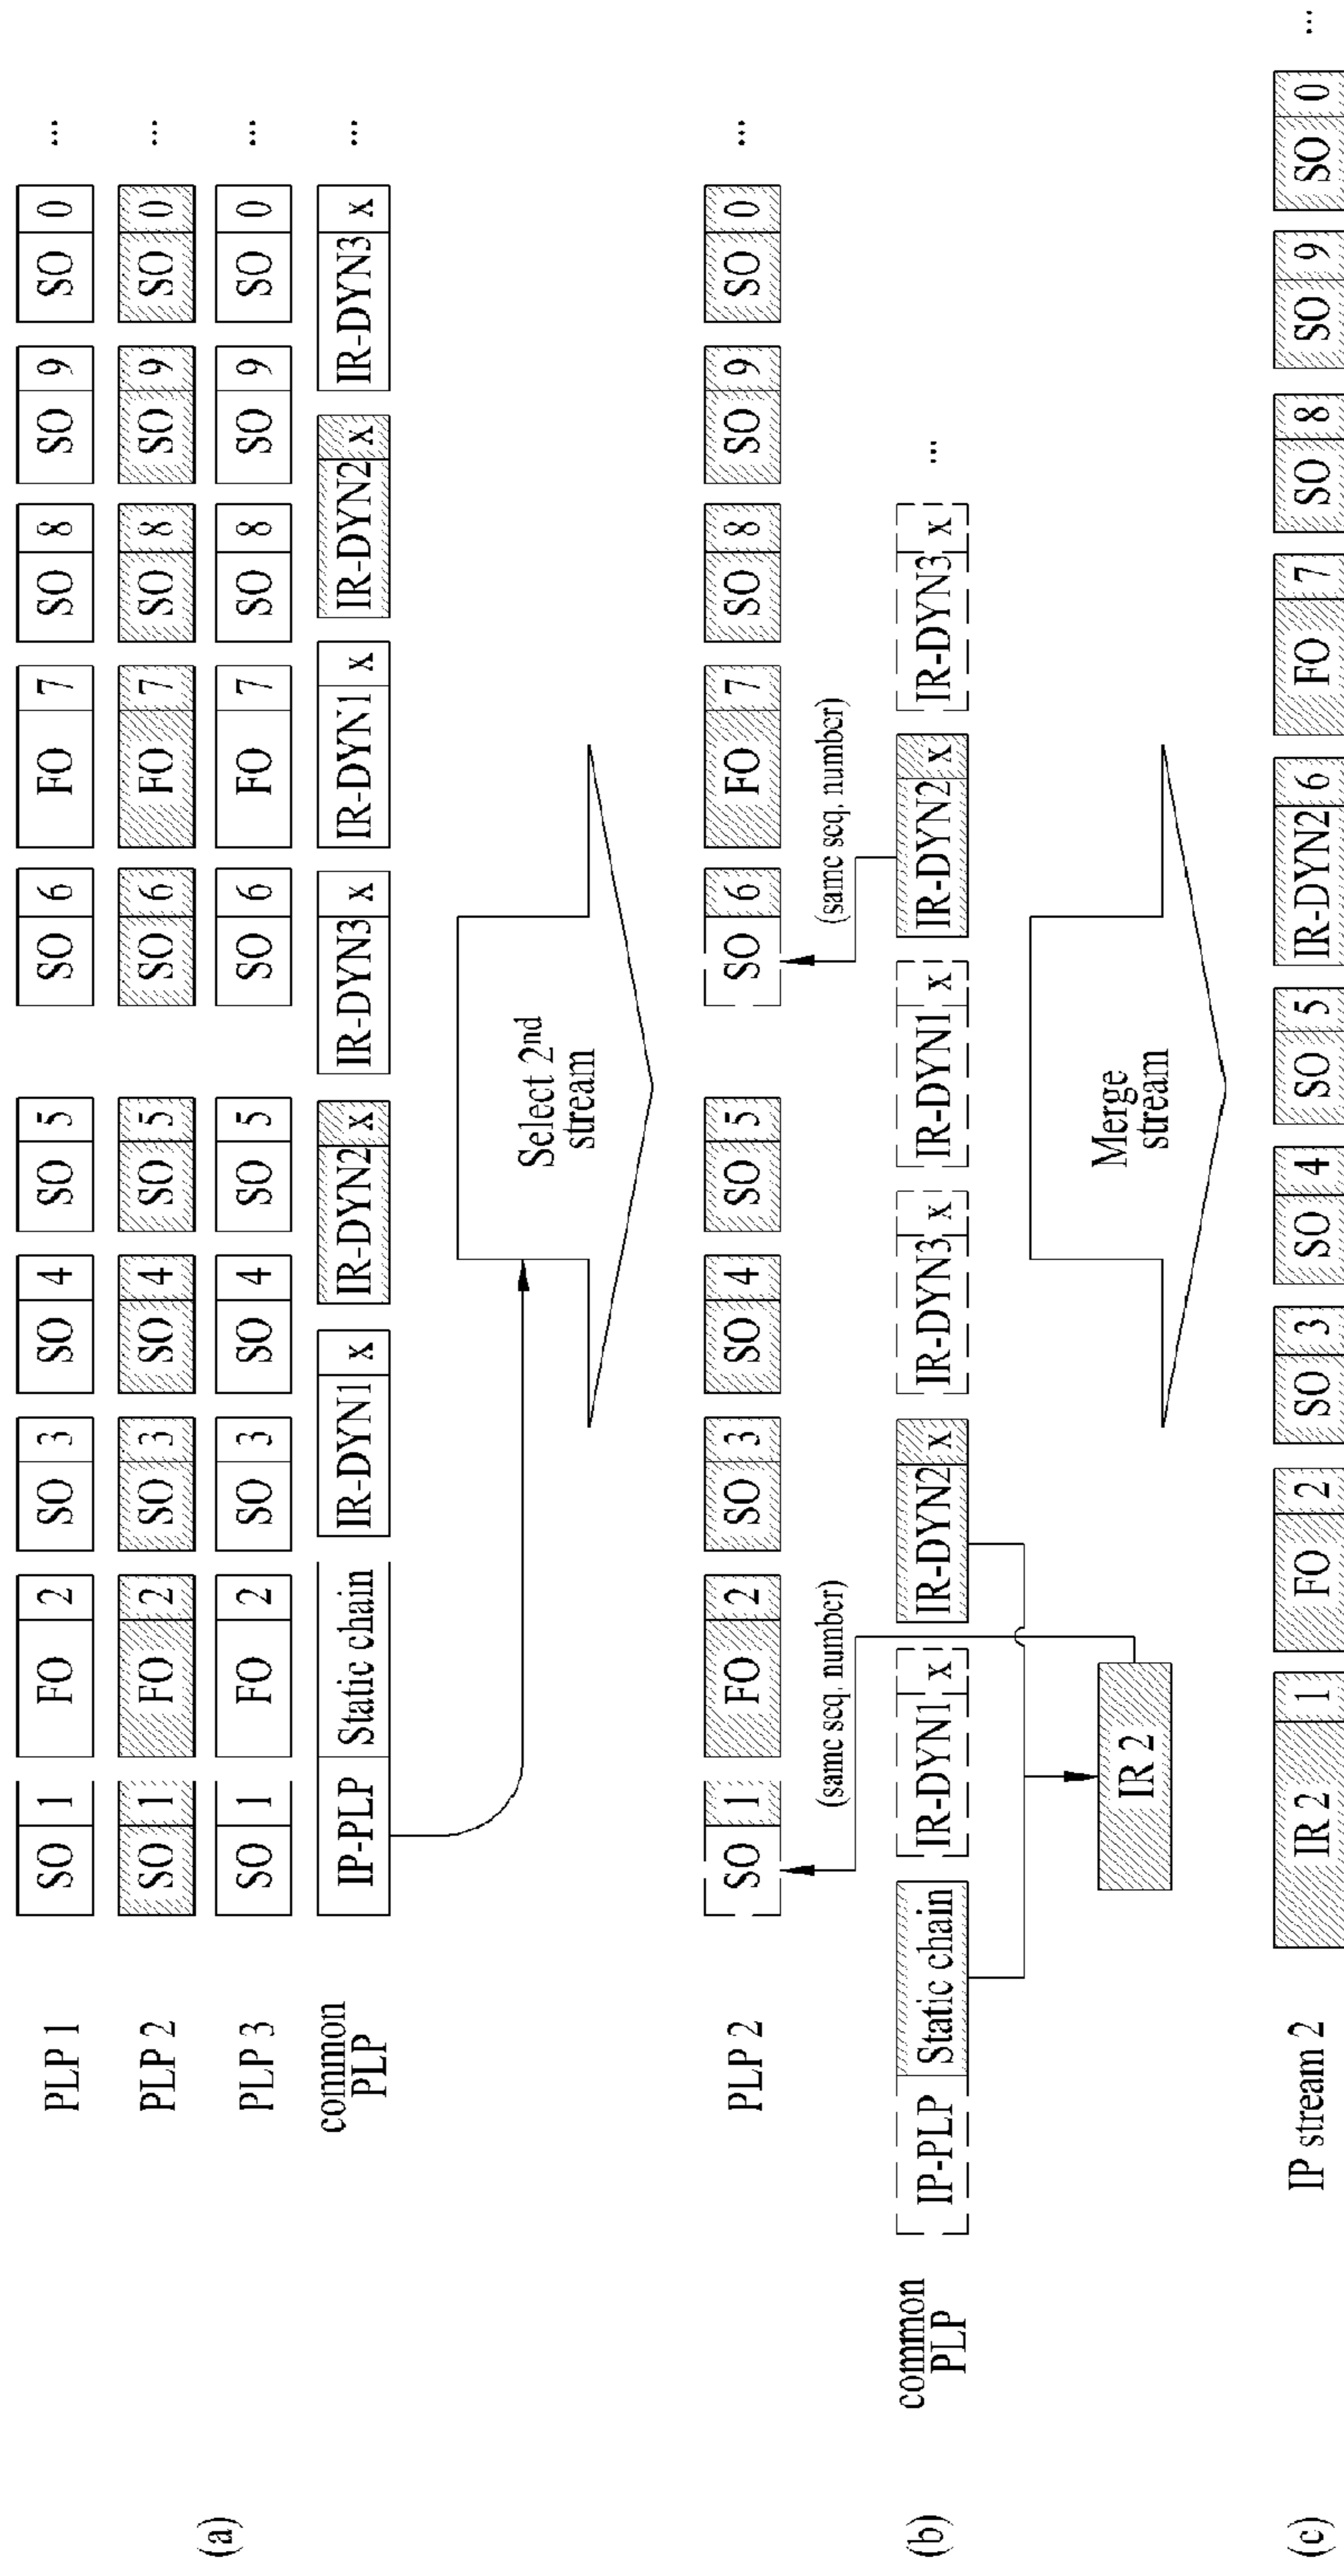 (a)
PLP 1 SO 1 FO 2 SO 3 SO 4 SO 5 SO 6 FO 7 SO 8 SO 9 SO 0 ...
PLP 2 SO 1 FO 2 SO 3 SO 4 SO 5 SO 6 FO 7 SO 8 SO 9 SO 0 ...
PLP 3 SO 1 FO 2 SO 3 SO 4 SO 5 SO 6 FO 7 SO 8 SO 9 SO 0 ...
common
PLP
IP-PLP Static chain IR-DYN1 x IR-DYN2 x IR-DYN3 x IR-DYN1 x IR-DYN2 x IR-DYN3 x ...
Select 2nd
stream
PLP 2 SO 1 FO 2 SO 3 SO 4 SO 5 SO 6 FO 7 SO 8 SO 9 SO 0 ...
(same seq. number) (same seq. number)
(b)
common
PLP
IP-PLP Static chain IR-DYN1 x IR-DYN2 x IR-DYN3 x IR-DYN1 x IR-DYN2 x IR-DYN3 x ...
IR 2
Merge
stream
(c)
IP stream 2 IR 2 1 FO 2 SO 3 SO 4 SO 5 IR-DYN2 6 FO 7 SO 8 SO 9 SO 0 ...